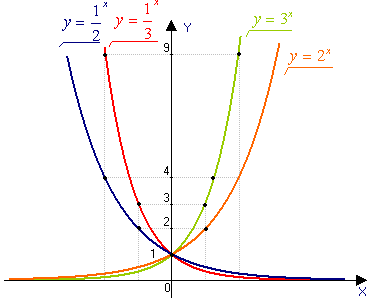 y = 1/2^x
y = 1/3^x
Y
y = 3^x
y = 2^x
9
4
3
2
1
0
X